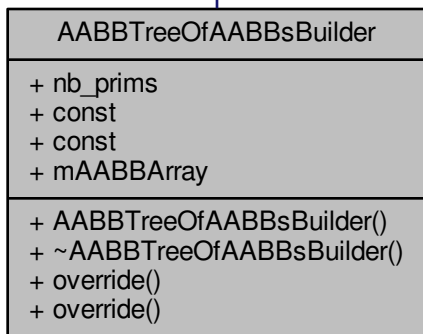 AABBTreeOfAABBsBuilder
+ nb_prims
+ const
+ const
+ mAABBArray
+ AABBTreeOfAABBsBuilder()
+ ~AABBTreeOfAABBsBuilder()
+ override()
+ override()